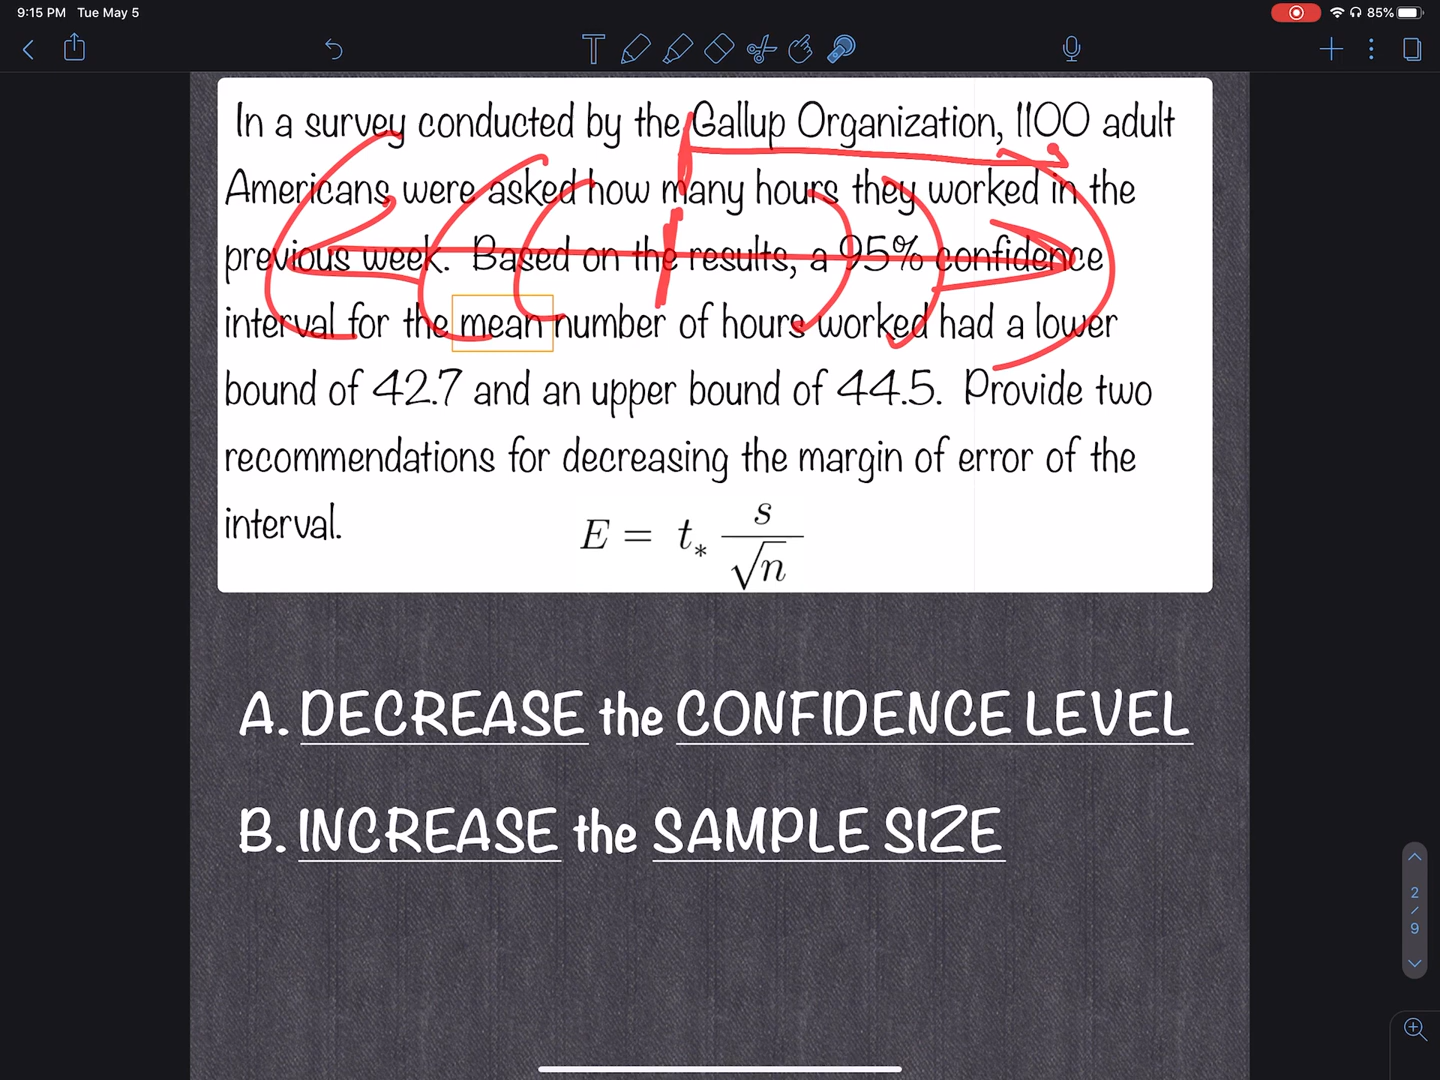 9:15 PM Tue May 5
85%
In a survey conducted by the Gallup Organization, 1100 adult
Americans were asked how many hours they worked in the
previous week. Based on the results, a 95% confidence
interval for the mean number of hours worked had a lower
bound of 42.7 and an upper bound of 44.5. Provide two
recommendations for decreasing the margin of error of the
interval.
E = t* s/√n
A. DECREASE the CONFIDENCE LEVEL
B. INCREASE the SAMPLE SIZE
2
/
9